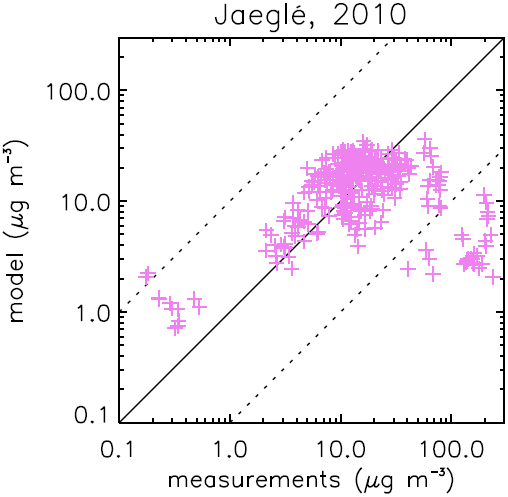 Jaeglé, 2010
model (μg m⁻³)
100.0
10.0
1.0
0.1
0.1 1.0 10.0 100.0
measurements (μg m⁻³)